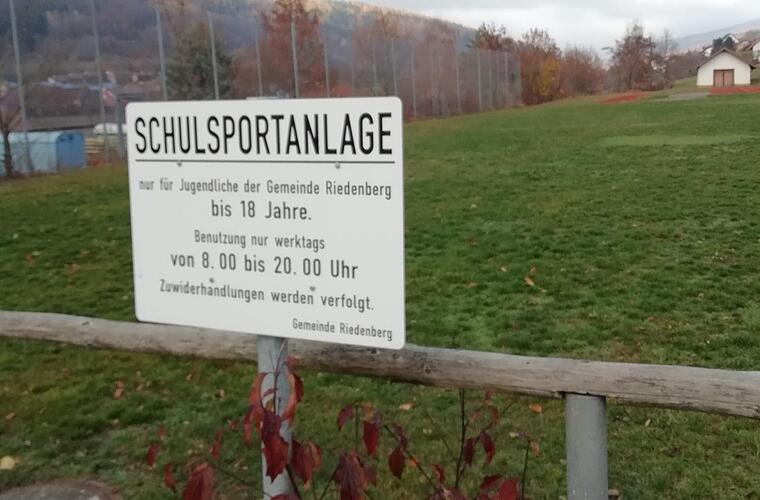 SCHULSPORTANLAGE
nur für Jugendliche der Gemeinde Riedenberg
bis 18 Jahre.
Benutzung nur werktags
von 8.00 bis 20.00 Uhr
Zuwiderhandlungen werden verfolgt.
Gemeinde Riedenberg